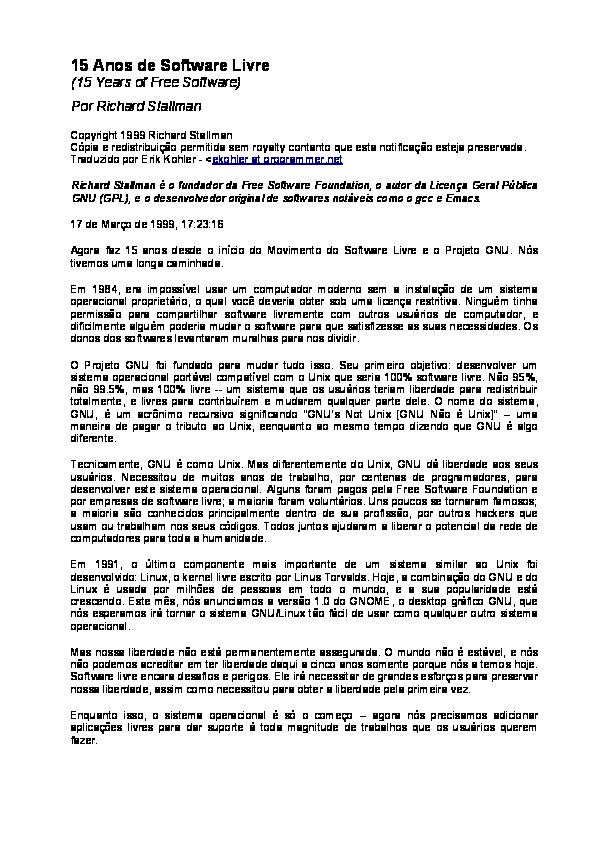 15 Anos de Software Livre
(15 Years of Free Software)
Por Richard Stallman
Copyright 1999 Richard Stallman
Cópia e redistribuição permitida sem royalty contanto que esta notificação esteja preservada.
Traduzido por Erik Kohler - <ekohler at programmer.net
Richard Stallman é o fundador da Free Software Foundation, o autor da Licença Geral Pública
GNU (GPL), e o desenvolvedor original de softwares notáveis como o gcc e Emacs.
17 de Março de 1999, 17:23:16
Agora faz 15 anos desde o início do Movimento do Software Livre e o Projeto GNU. Nós
tivemos uma longa caminhada.
Em 1984, era impossível usar um computador moderno sem a instalação de um sistema
operacional proprietário, o qual você deveria obter sob uma licença restritiva. Ninguém tinha
permissão para compartilhar software livremente com outros usuários de computador, e
dificilmente alguém poderia mudar o software para que satisfizesse as suas necessidades. Os
donos dos softwares levantaram muralhas para nos dividir.
O Projeto GNU foi fundado para mudar tudo isso. Seu primeiro objetivo: desenvolver um
sistema operacional portável compatível com o Unix que seria 100% software livre. Não 95%,
não 99.5%, mas 100% livre -- um sistema que os usuários teriam liberdade para redistribuir
totalmente, e livres para contribuírem e mudarem qualquer parte dele. O nome do sistema,
GNU, é um acrônimo recursivo significando "GNU's Not Unix [GNU Não é Unix]" – uma
maneira de pagar o tributo ao Unix, eenquanto ao mesmo tempo dizendo que GNU é algo
diferente.
Tecnicamente, GNU é como Unix. Mas diferentemente do Unix, GNU dá liberdade aos seus
usuários. Necessitou de muitos anos de trabalho, por centenas de programadores, para
desenvolver este sistema operacional. Alguns foram pagos pela Free Software Foundation e
por empresas de software livre; a maioria foram voluntários. Uns poucos se tornaram famosos;
a maioria são conhecidos principalmente dentro de sua profissão, por outros hackers que
usam ou trabalham nos seus códigos. Todos juntos ajudaram a liberar o potencial da rede de
computadores para toda a humanidade.
Em 1991, o último componente mais importante de um sistema similar ao Unix foi
desenvolvido: Linux, o kernel livre escrito por Linus Torvalds. Hoje, a combinação do GNU e do
Linux é usada por milhões de pessoas em todo o mundo, e a sua popularidade está
crescendo. Este mês, nós anunciamos a versão 1.0 do GNOME, o desktop gráfico GNU, que
nós esperamos irá tornar o sistema GNU/Linux tão fácil de usar como qualquer outro sistema
operacional.
Mas nossa liberdade não está permanentemente assegurada. O mundo não é estável, e nós
não podemos acreditar em ter liberdade daqui a cinco anos somente porque nós a temos hoje.
Software livre encara desafios e perigos. Ele irá necessitar de grandes esforços para preservar
nossa liberdade, assim como necessitou para obter a liberdade pela primeira vez.
Enquanto isso, o sistema operacional é só o começo – agora nós precisamos adicionar
aplicações livres para dar suporte à toda magnitude de trabalhos que os usuários querem
fazer.